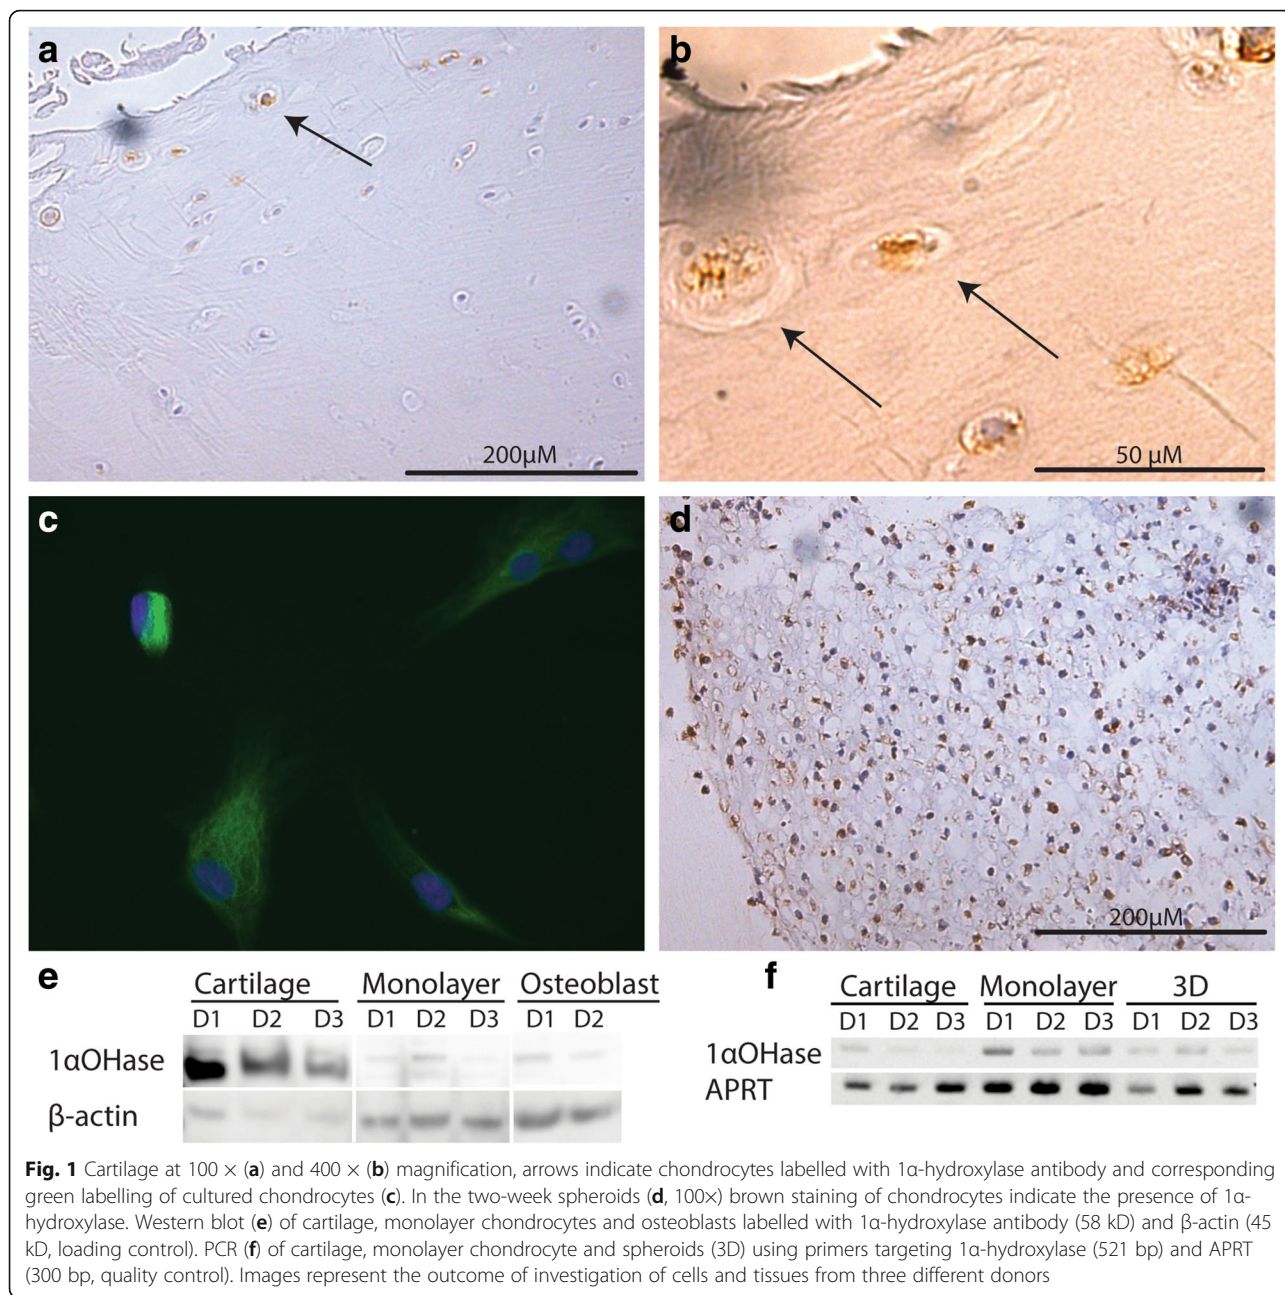 a
b
200μM
50 μM
c
d
200μM
e
Cartilage Monolayer Osteoblast
D1 D2 D3 D1 D2 D3 D1 D2
1αOHase
β-actin
f
Cartilage Monolayer 3D
D1 D2 D3 D1 D2 D3 D1 D2 D3
1αOHase
APRT
Fig. 1 Cartilage at 100 × (a) and 400 × (b) magnification, arrows indicate chondrocytes labelled with 1α-hydroxylase antibody and corresponding
green labelling of cultured chondrocytes (c). In the two-week spheroids (d, 100×) brown staining of chondrocytes indicate the presence of 1α-
hydroxylase. Western blot (e) of cartilage, monolayer chondrocytes and osteoblasts labelled with 1α-hydroxylase antibody (58 kD) and β-actin (45
kD, loading control). PCR (f) of cartilage, monolayer chondrocyte and spheroids (3D) using primers targeting 1α-hydroxylase (521 bp) and APRT
(300 bp, quality control). Images represent the outcome of investigation of cells and tissues from three different donors